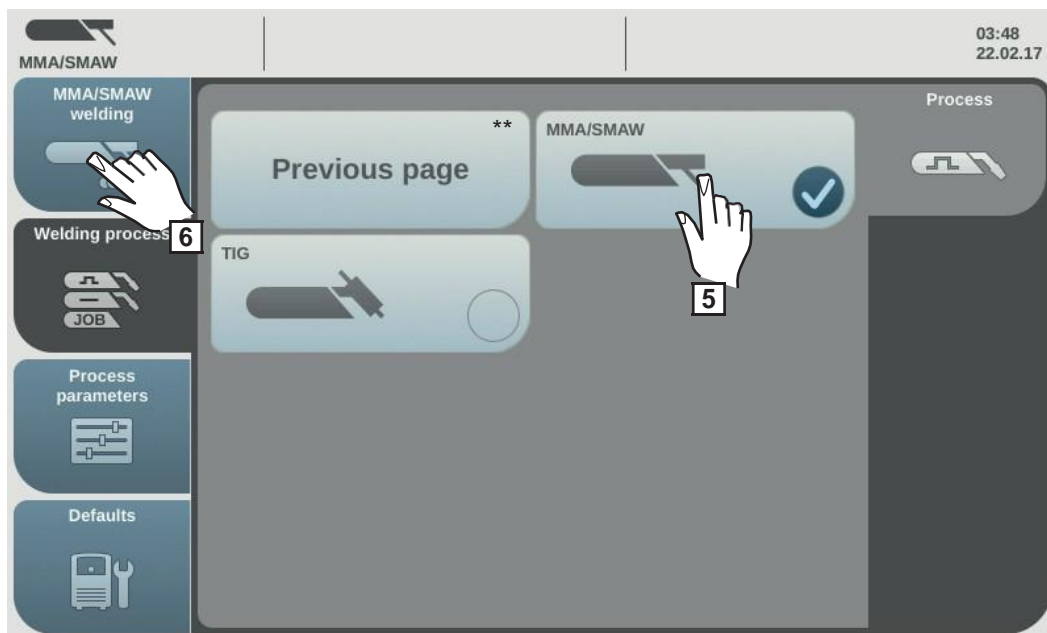 MMA/SMAW
03:48
22.02.17
MMA/SMAW
welding
6
Welding process
JOB
Process
parameters
Defaults
**
Previous page
MMA/SMAW
5
TIG
Process